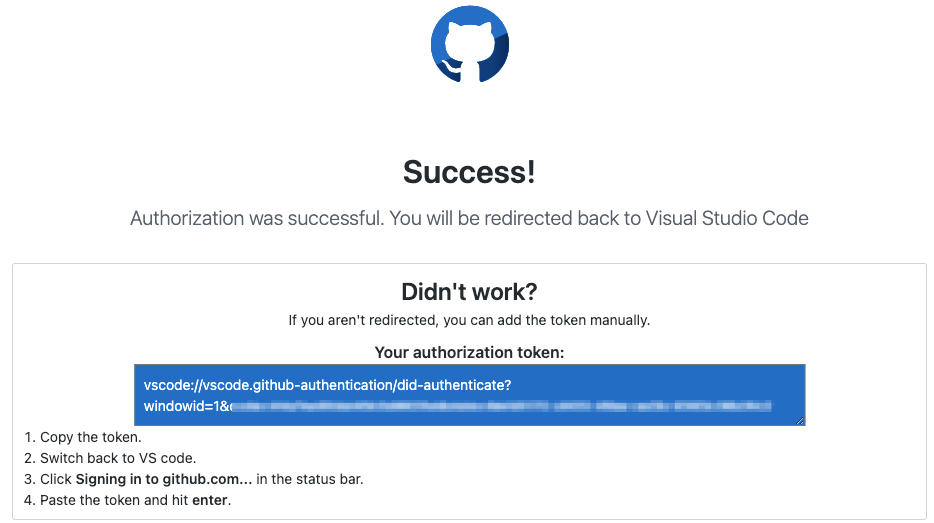 Success!
Authorization was successful. You will be redirected back to Visual Studio Code
Didn't work?
If you aren't redirected, you can add the token manually.
Your authorization token:
vscode://vscode.github-authentication/did-authenticate?
windowid=1&
1. Copy the token.
2. Switch back to VS code.
3. Click Signing in to github.com... in the status bar.
4. Paste the token and hit enter.